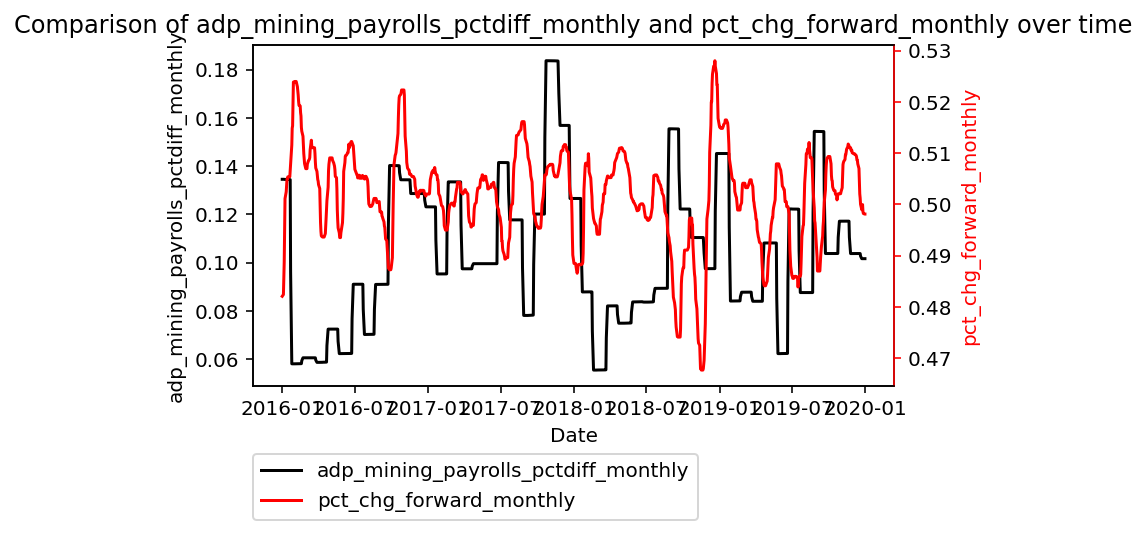 Comparison of adp_mining_payrolls_pctdiff_monthly and pct_chg_forward_monthly over time
adp_mining_payrolls_pctdiff_monthly
0.18
0.16
0.14
0.12
0.10
0.08
0.06
0.53
0.52
0.51
0.50
0.49
0.48
0.47
pct_chg_forward_monthly
2016-01 2016-07 2017-01 2017-07 2018-01 2018-07 2019-01 2019-07 2020-01
Date
adp_mining_payrolls_pctdiff_monthly
pct_chg_forward_monthly